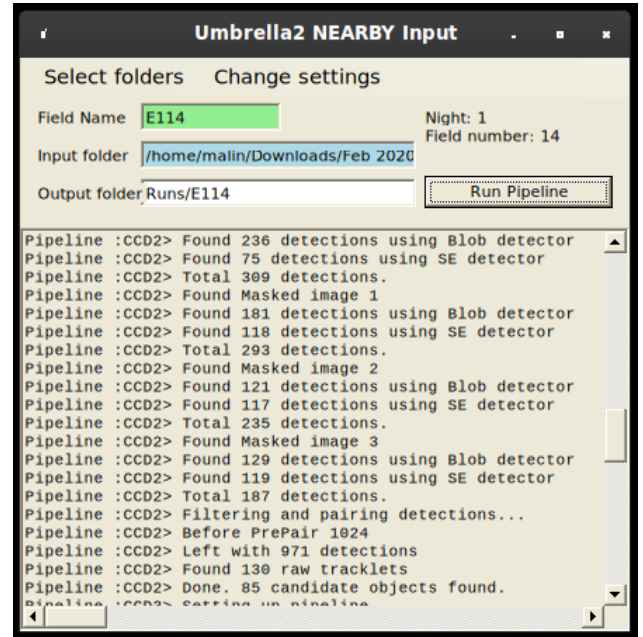 Umbrella2 NEARBY Input
Select folders Change settings
Field Name E114
Night: 1
Field number: 14
Input folder /home/malin/Downloads/Feb 2020
Output folder Runs/E114
Run Pipeline
Pipeline :CCD2> Found 236 detections using Blob detector
Pipeline :CCD2> Found 75 detections using SE detector
Pipeline :CCD2> Total 309 detections.
Pipeline :CCD2> Found Masked image 1
Pipeline :CCD2> Found 181 detections using Blob detector
Pipeline :CCD2> Found 118 detections using SE detector
Pipeline :CCD2> Total 293 detections.
Pipeline :CCD2> Found Masked image 2
Pipeline :CCD2> Found 121 detections using Blob detector
Pipeline :CCD2> Found 117 detections using SE detector
Pipeline :CCD2> Total 235 detections.
Pipeline :CCD2> Found Masked image 3
Pipeline :CCD2> Found 129 detections using Blob detector
Pipeline :CCD2> Found 119 detections using SE detector
Pipeline :CCD2> Total 187 detections.
Pipeline :CCD2> Filtering and pairing detections...
Pipeline :CCD2> Before PrePair 1024
Pipeline :CCD2> Left with 971 detections
Pipeline :CCD2> Found 130 raw tracklets
Pipeline :CCD2> Done. 85 candidate objects found.
Pipeline :CCD3> Setting up pipeline